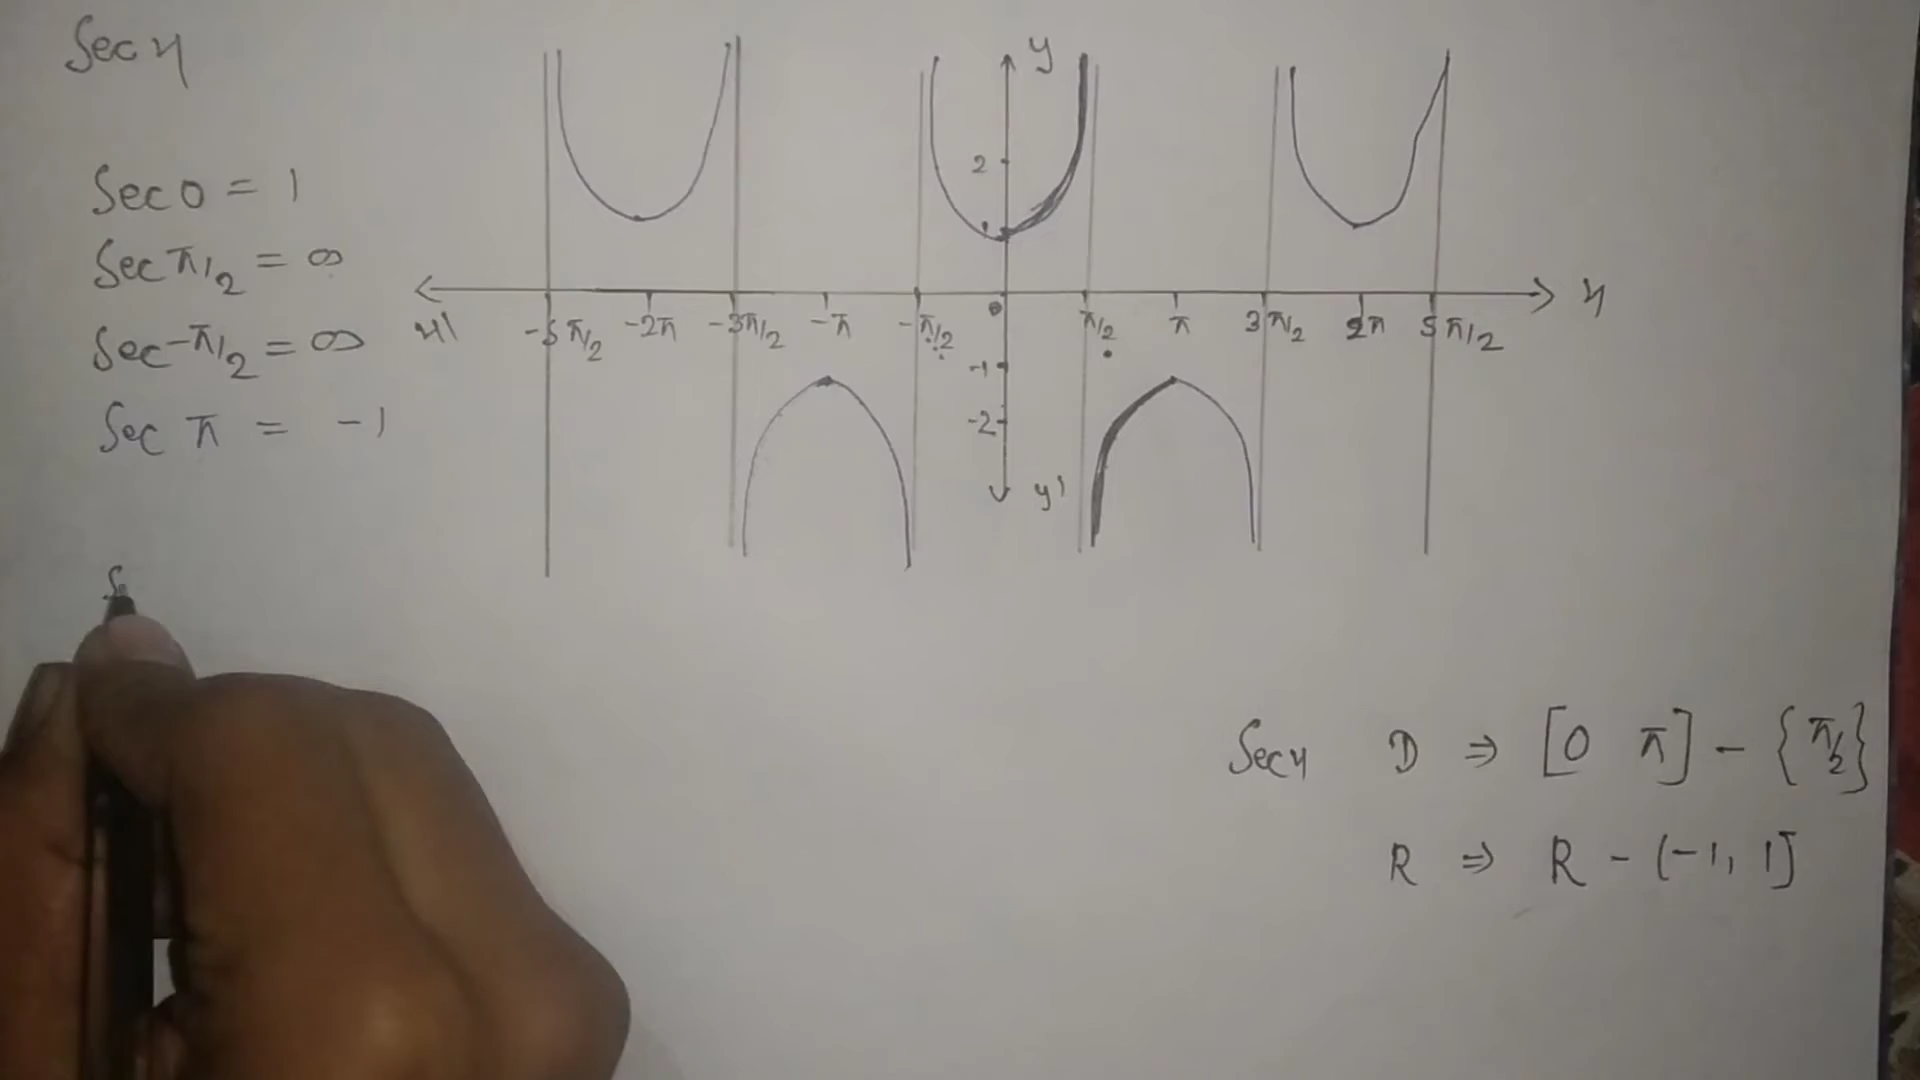 Sec x
Sec 0 = 1
Sec π/2 = ∞
Sec -π/2 = ∞
Sec π = -1
S
y
2
1
x' -5π/2 -2π -3π/2 -π -π/2 0 π/2 π 3π/2 2π 5π/2 x
-1
-2
y'
Sec x D ⇒ [0 π] - {π/2}
R ⇒ R - (-1, 1]